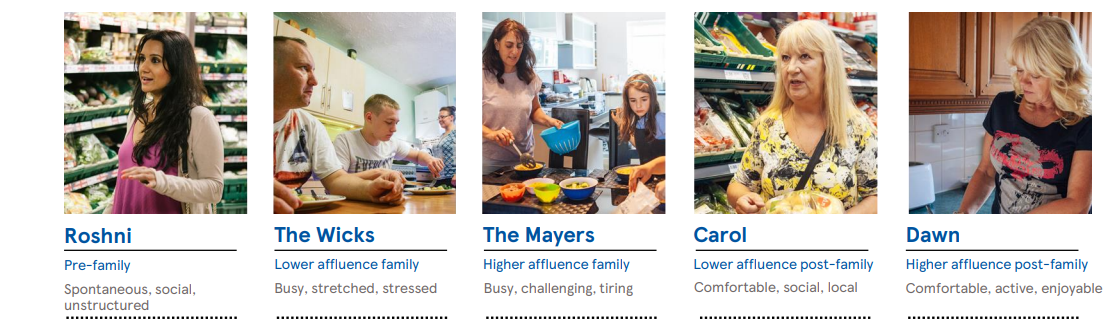 Roshni
Pre-family
Spontaneous, social,
unstructured
The Wicks
Lower affluence family
Busy, stretched, stressed
The Mayers
Higher affluence family
Busy, challenging, tiring
Carol
Lower affluence post-family
Comfortable, social, local
Dawn
Higher affluence post-family
Comfortable, active, enjoyable